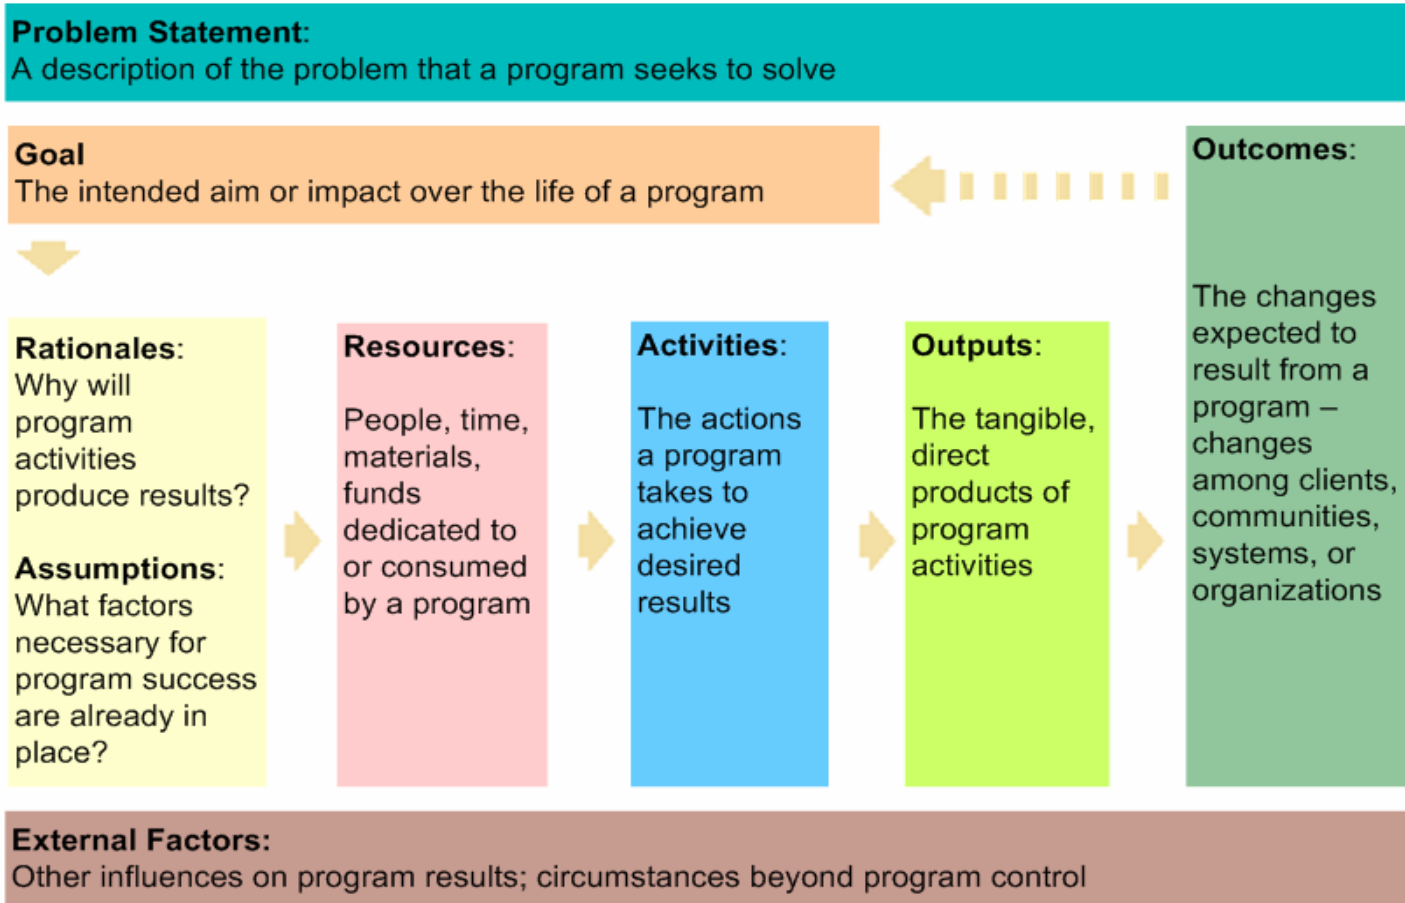 Problem Statement:
A description of the problem that a program seeks to solve
Goal
The intended aim or impact over the life of a program
Rationales:
Why will
program
activities
produce results?
Assumptions:
What factors
necessary for
program success
are already in
place?
Resources:
People, time,
materials,
funds
dedicated to
or consumed
by a program
Activities:
The actions
a program
takes to
achieve
desired
results
Outputs:
The tangible,
direct
products of
program
activities
Outcomes:
The changes
expected to
result from a
program –
changes
among clients,
communities,
systems, or
organizations
External Factors:
Other influences on program results; circumstances beyond program control